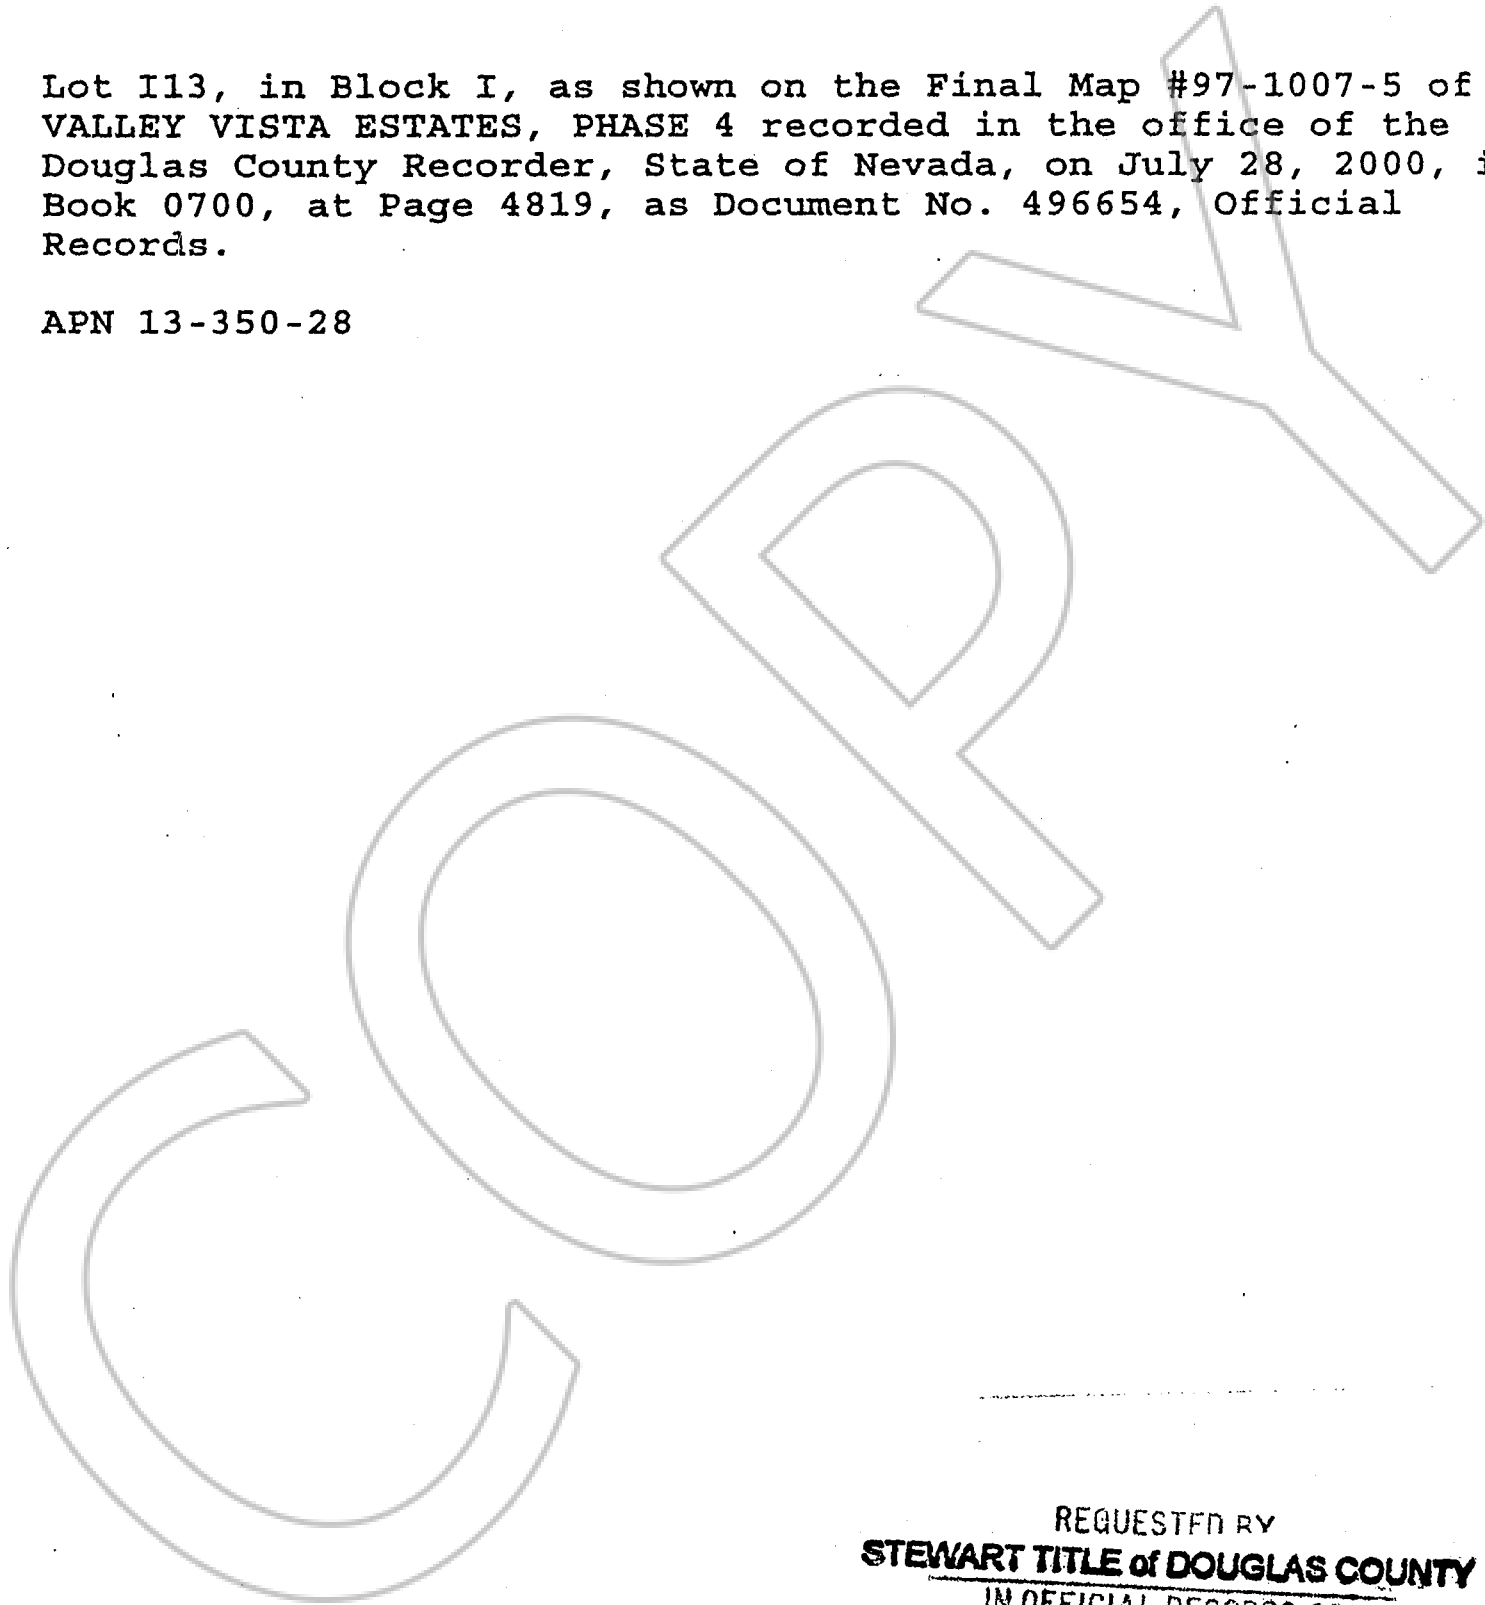 Lot I13, in Block I, as shown on the Final Map #97-1007-5 of
VALLEY VISTA ESTATES, PHASE 4 recorded in the office of the
Douglas County Recorder, State of Nevada, on July 28, 2000, i
Book 0700, at Page 4819, as Document No. 496654, Official
Records.
APN 13-350-28
COPY
REQUESTED BY
STEWART TITLE of DOUGLAS COUNTY
IN OFFICIAL RECORDS